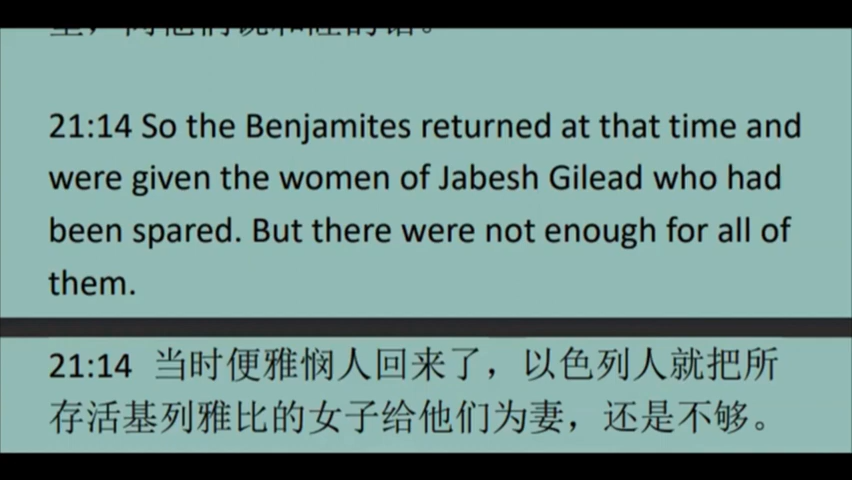 21:14 So the Benjamites returned at that time and
were given the women of Jabesh Gilead who had
been spared. But there were not enough for all of
them.
21:14 当时便雅悯人回来了，以色列人就把所
存活基列雅比的女子给他们为妻，还是不够。